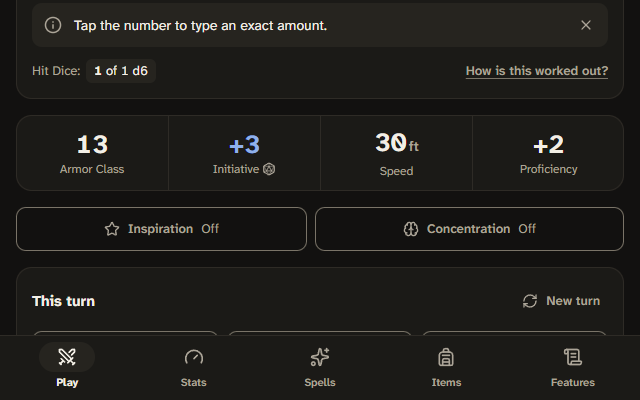 Tap the number to type an exact amount.
Hit Dice: 1 of 1 d6
How is this worked out?
13
Armor Class
+3
Initiative
30 ft
Speed
+2
Proficiency
Inspiration Off
Concentration Off
This turn
New turn
Play
Stats
Spells
Items
Features